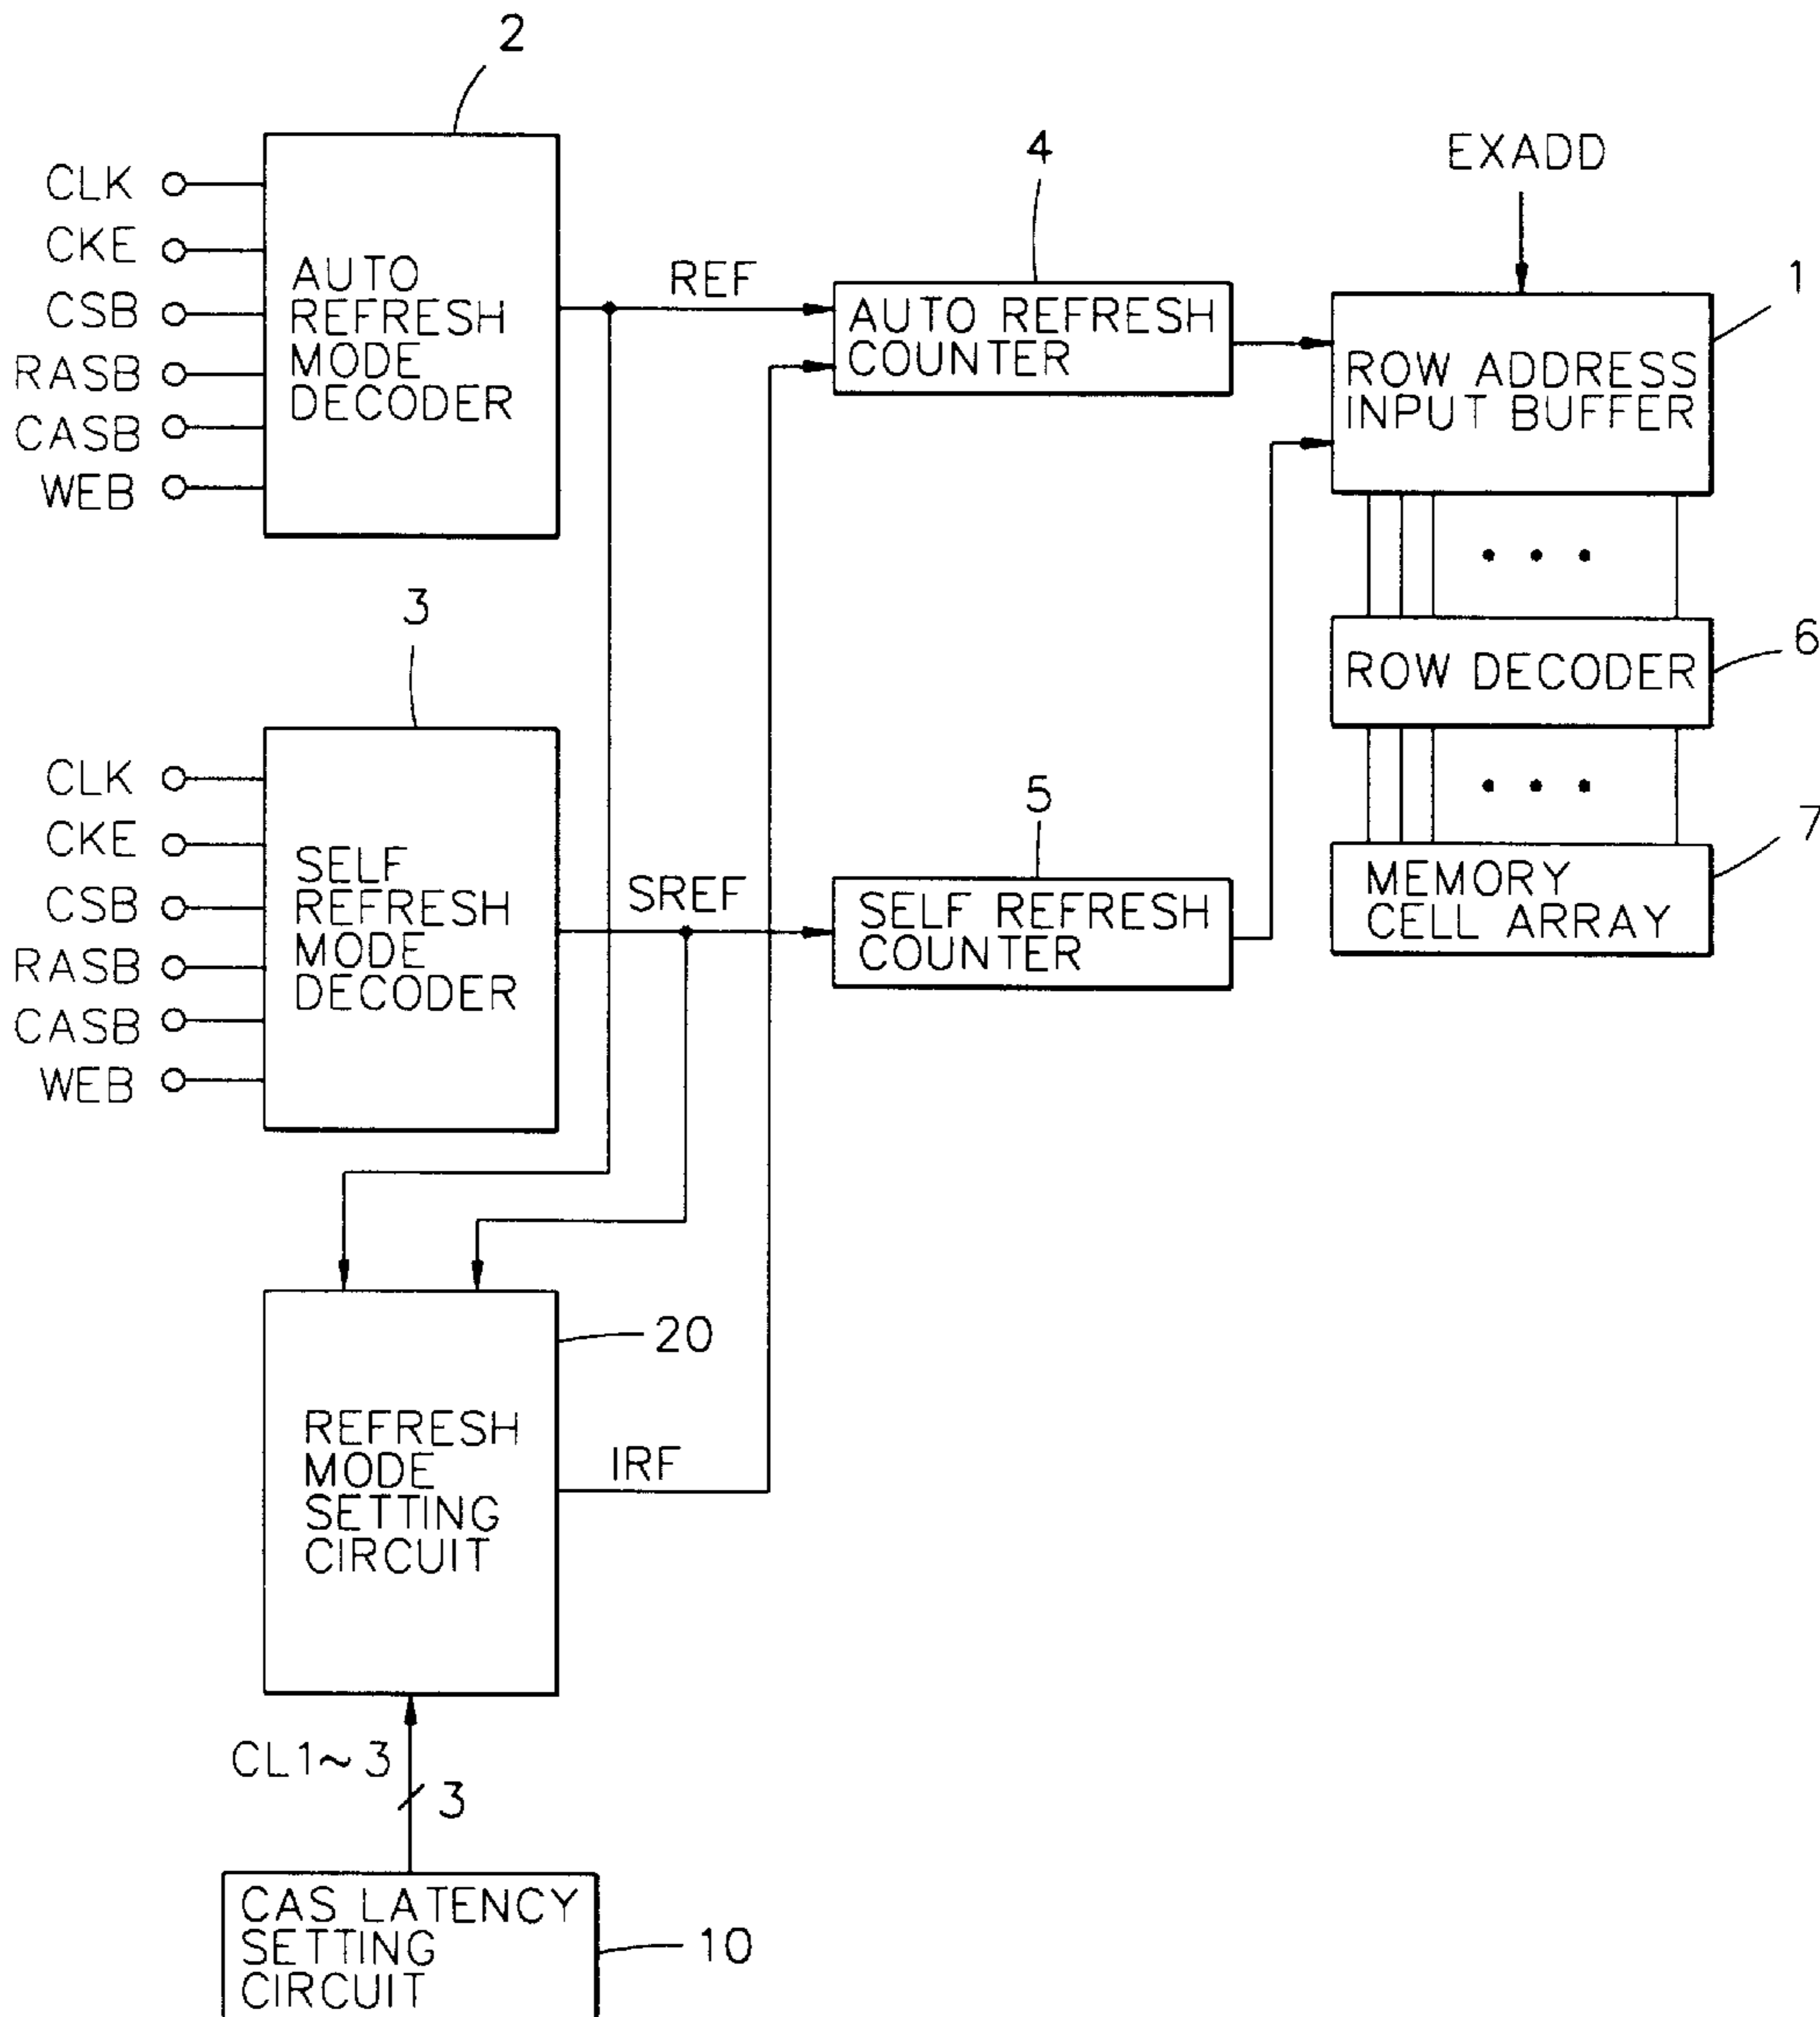 2
CLK
CKE
CSB
RASB
CASB
WEB
AUTO
REFRESH
MODE
DECODER
REF
4
AUTO REFRESH
COUNTER
EXADD
1
ROW ADDRESS
INPUT BUFFER
• • •
ROW DECODER
6
• • •
MEMORY
CELL ARRAY
7
3
CLK
CKE
CSB
RASB
CASB
WEB
SELF
REFRESH
MODE
DECODER
SREF
5
SELF REFRESH
COUNTER
20
REFRESH
MODE
SETTING
CIRCUIT
IRF
CL1~3
3
CAS LATENCY
SETTING
CIRCUIT
10